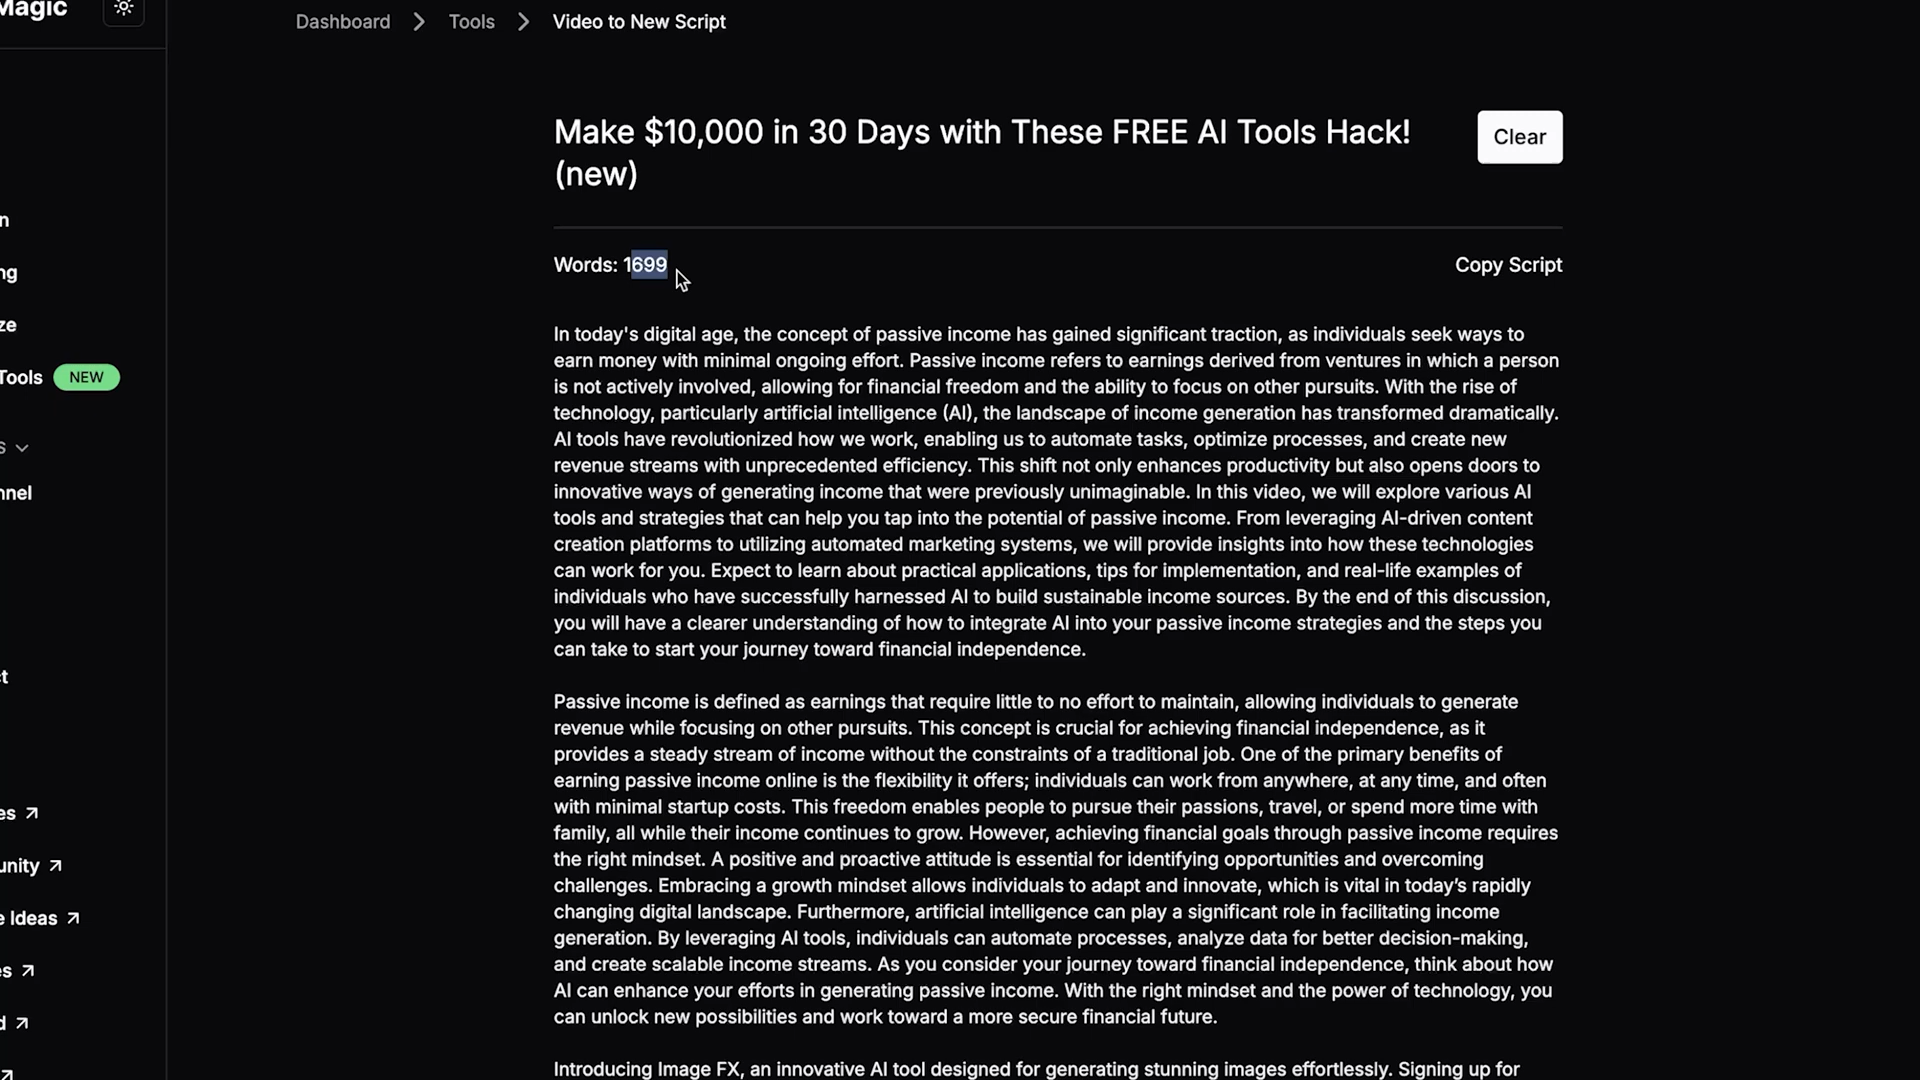 Magic
Dashboard > Tools > Video to New Script
Make $10,000 in 30 Days with These FREE AI Tools Hack!
(new)
Clear
Words: 1699
Copy Script
n
ng
ze
Tools NEW
s
nnel
t
es
unity
e Ideas
es
d
In today's digital age, the concept of passive income has gained significant traction, as individuals seek ways to
earn money with minimal ongoing effort. Passive income refers to earnings derived from ventures in which a person
is not actively involved, allowing for financial freedom and the ability to focus on other pursuits. With the rise of
technology, particularly artificial intelligence (AI), the landscape of income generation has transformed dramatically.
AI tools have revolutionized how we work, enabling us to automate tasks, optimize processes, and create new
revenue streams with unprecedented efficiency. This shift not only enhances productivity but also opens doors to
innovative ways of generating income that were previously unimaginable. In this video, we will explore various AI
tools and strategies that can help you tap into the potential of passive income. From leveraging AI-driven content
creation platforms to utilizing automated marketing systems, we will provide insights into how these technologies
can work for you. Expect to learn about practical applications, tips for implementation, and real-life examples of
individuals who have successfully harnessed AI to build sustainable income sources. By the end of this discussion,
you will have a clearer understanding of how to integrate AI into your passive income strategies and the steps you
can take to start your journey toward financial independence.
Passive income is defined as earnings that require little to no effort to maintain, allowing individuals to generate
revenue while focusing on other pursuits. This concept is crucial for achieving financial independence, as it
provides a steady stream of income without the constraints of a traditional job. One of the primary benefits of
earning passive income online is the flexibility it offers; individuals can work from anywhere, at any time, and often
with minimal startup costs. This freedom enables people to pursue their passions, travel, or spend more time with
family, all while their income continues to grow. However, achieving financial goals through passive income requires
the right mindset. A positive and proactive attitude is essential for identifying opportunities and overcoming
challenges. Embracing a growth mindset allows individuals to adapt and innovate, which is vital in today's rapidly
changing digital landscape. Furthermore, artificial intelligence can play a significant role in facilitating income
generation. By leveraging AI tools, individuals can automate processes, analyze data for better decision-making,
and create scalable income streams. As you consider your journey toward financial independence, think about how
AI can enhance your efforts in generating passive income. With the right mindset and the power of technology, you
can unlock new possibilities and work toward a more secure financial future.
Introducing Image FX, an innovative AI tool designed for generating stunning images effortlessly. Signing up for